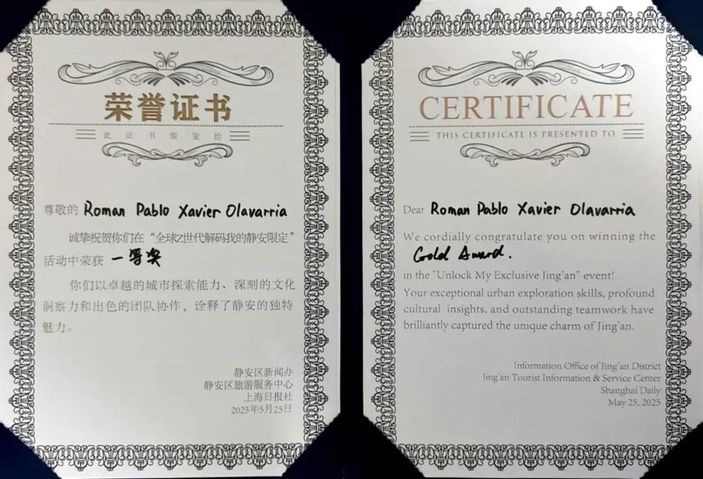 荣誉证书
此证书颁发给
尊敬的 Roman Pablo Xavier Olavarria
诚挚祝贺你们在“全球Z世代解码我的静安限定”
活动中荣获 一等奖
你们以卓越的城市探索能力、深刻的文化
洞察力和出色的团队协作，诠释了静安的独特
魅力。
静安区新闻办
静安区旅游服务中心
上海日报社
2025年5月25日
CERTIFICATE
THIS CERTIFICATE IS PRESENTED TO
Dear Roman Pablo Xavier Olavarria
We cordially congratulate you on winning the
Gold Award.
in the "Unlock My Exclusive Jing'an" event!
Your exceptional urban exploration skills, profound
cultural insights, and outstanding teamwork have
brilliantly captured the unique charm of Jing'an.
Information Office of Jing'an District
Jing'an Tourist Information & Service Center
Shanghai Daily
May 25, 2025